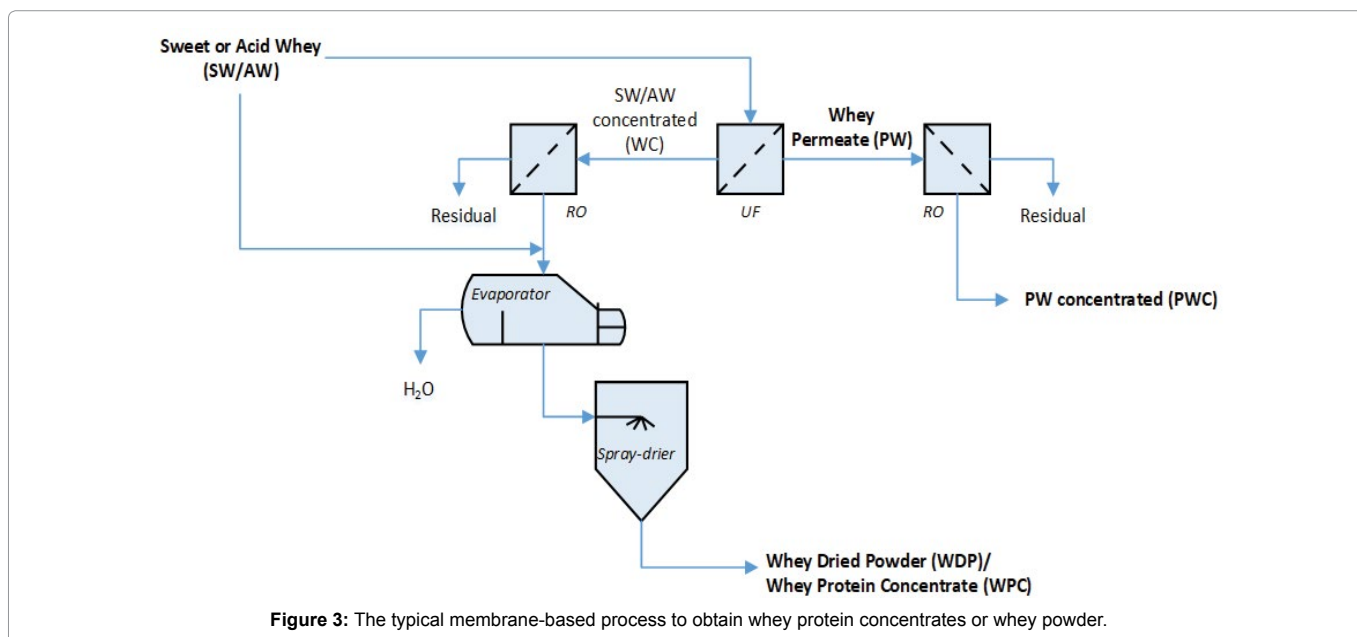 Sweet or Acid Whey
(SW/AW)
SW/AW
concentrated
(WC)
Whey
Permeate (PW)
Residual
RO
UF
RO
Residual
Evaporator
PW concentrated (PWC)
H₂O
Spray-drier
Whey Dried Powder (WDP)/
Whey Protein Concentrate (WPC)
Figure 3: The typical membrane-based process to obtain whey protein concentrates or whey powder.